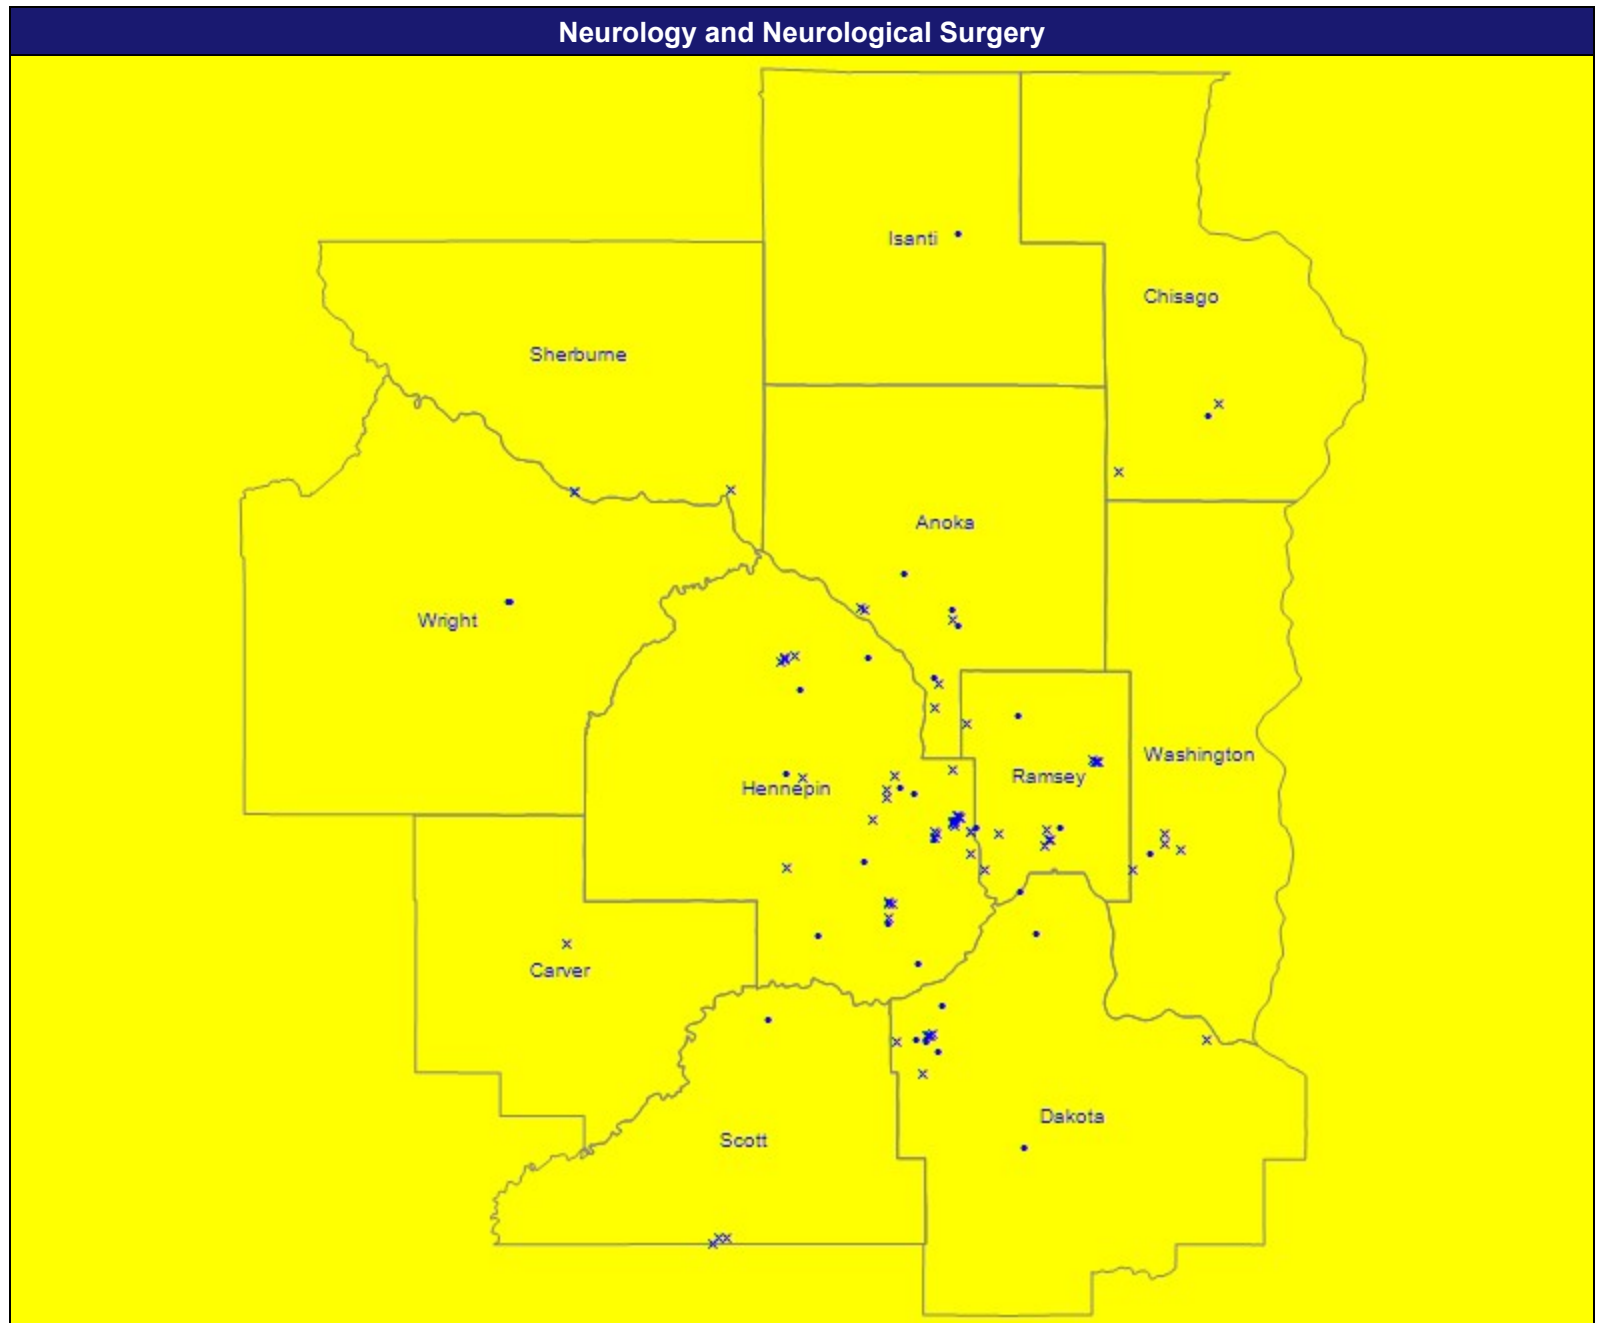 Neurology and Neurological Surgery
Isanti
Chisago
Sherburne
Anoka
Wright
Washington
Ramsey
Hennepin
Carver
Dakota
Scott